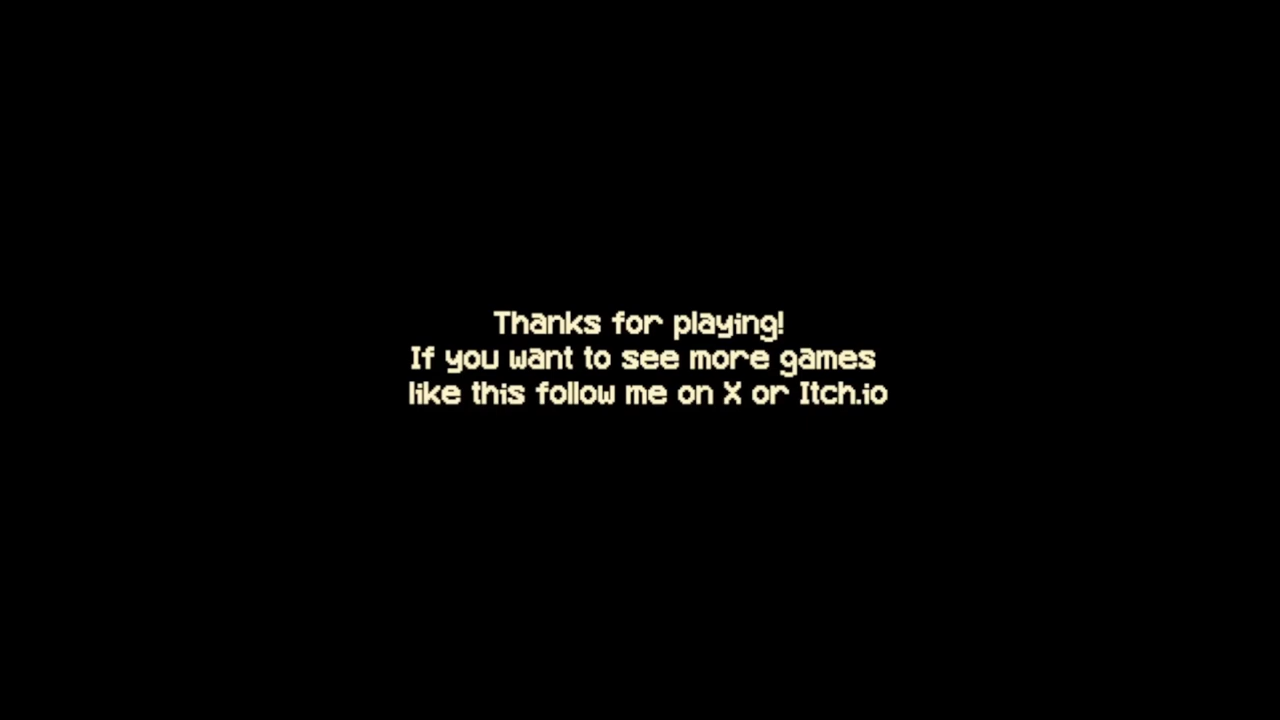 Thanks for playing!
If you want to see more games
like this follow me on X or Itch.io